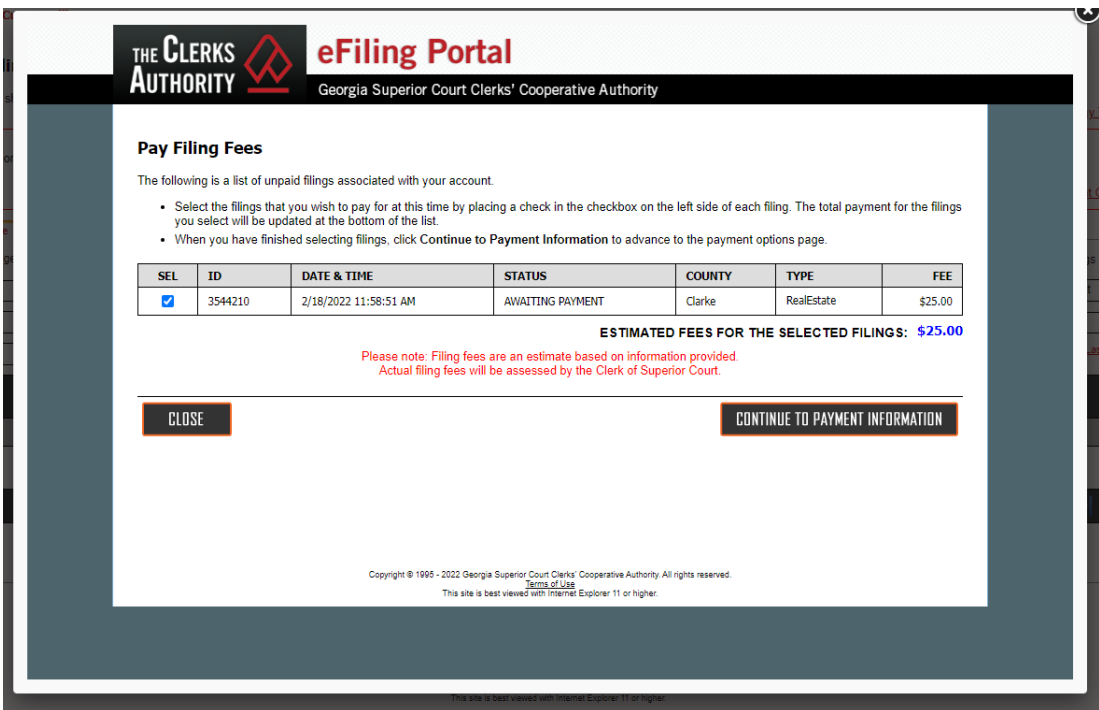 THE CLERKS
AUTHORITY
eFiling Portal
Georgia Superior Court Clerks' Cooperative Authority
Pay Filing Fees
The following is a list of unpaid filings associated with your account.
• Select the filings that you wish to pay for at this time by placing a check in the checkbox on the left side of each filing. The total payment for the filings
you select will be updated at the bottom of the list.
• When you have finished selecting filings, click Continue to Payment Information to advance to the payment options page.
SEL ID DATE & TIME STATUS COUNTY TYPE FEE
3544210 2/18/2022 11:58:51 AM AWAITING PAYMENT Clarke RealEstate $25.00
ESTIMATED FEES FOR THE SELECTED FILINGS: $25.00
Please note: Filing fees are an estimate based on information provided.
Actual filing fees will be assessed by the Clerk of Superior Court.
CLOSE
CONTINUE TO PAYMENT INFORMATION
Copyright © 1995 - 2022 Georgia Superior Court Clerks' Cooperative Authority. All rights reserved.
Terms of Use
This site is best viewed with Internet Explorer 11 or higher.
This site is best viewed with Internet Explorer 11 or higher.